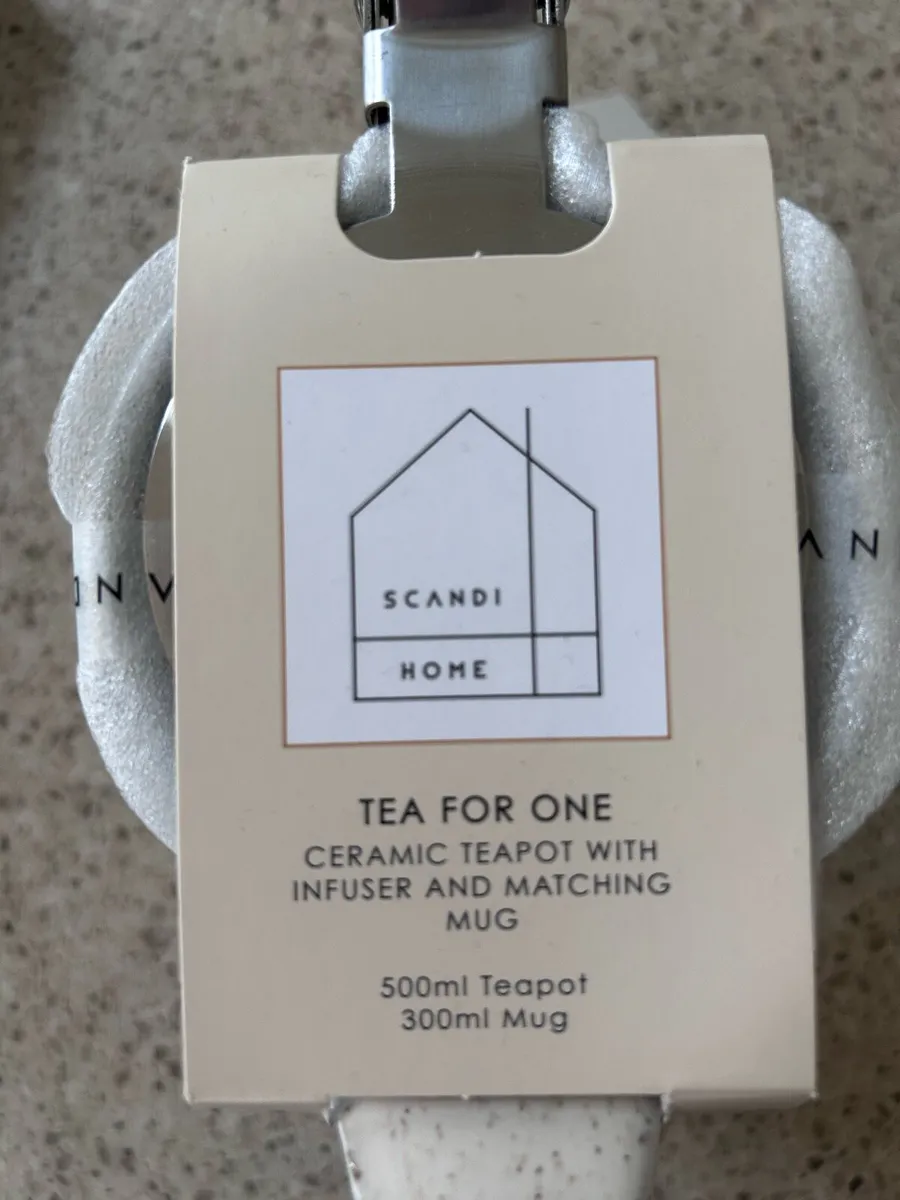 SCANDI
HOME
TEA FOR ONE
CERAMIC TEAPOT WITH
INFUSER AND MATCHING
MUG
500ml Teapot
300ml Mug